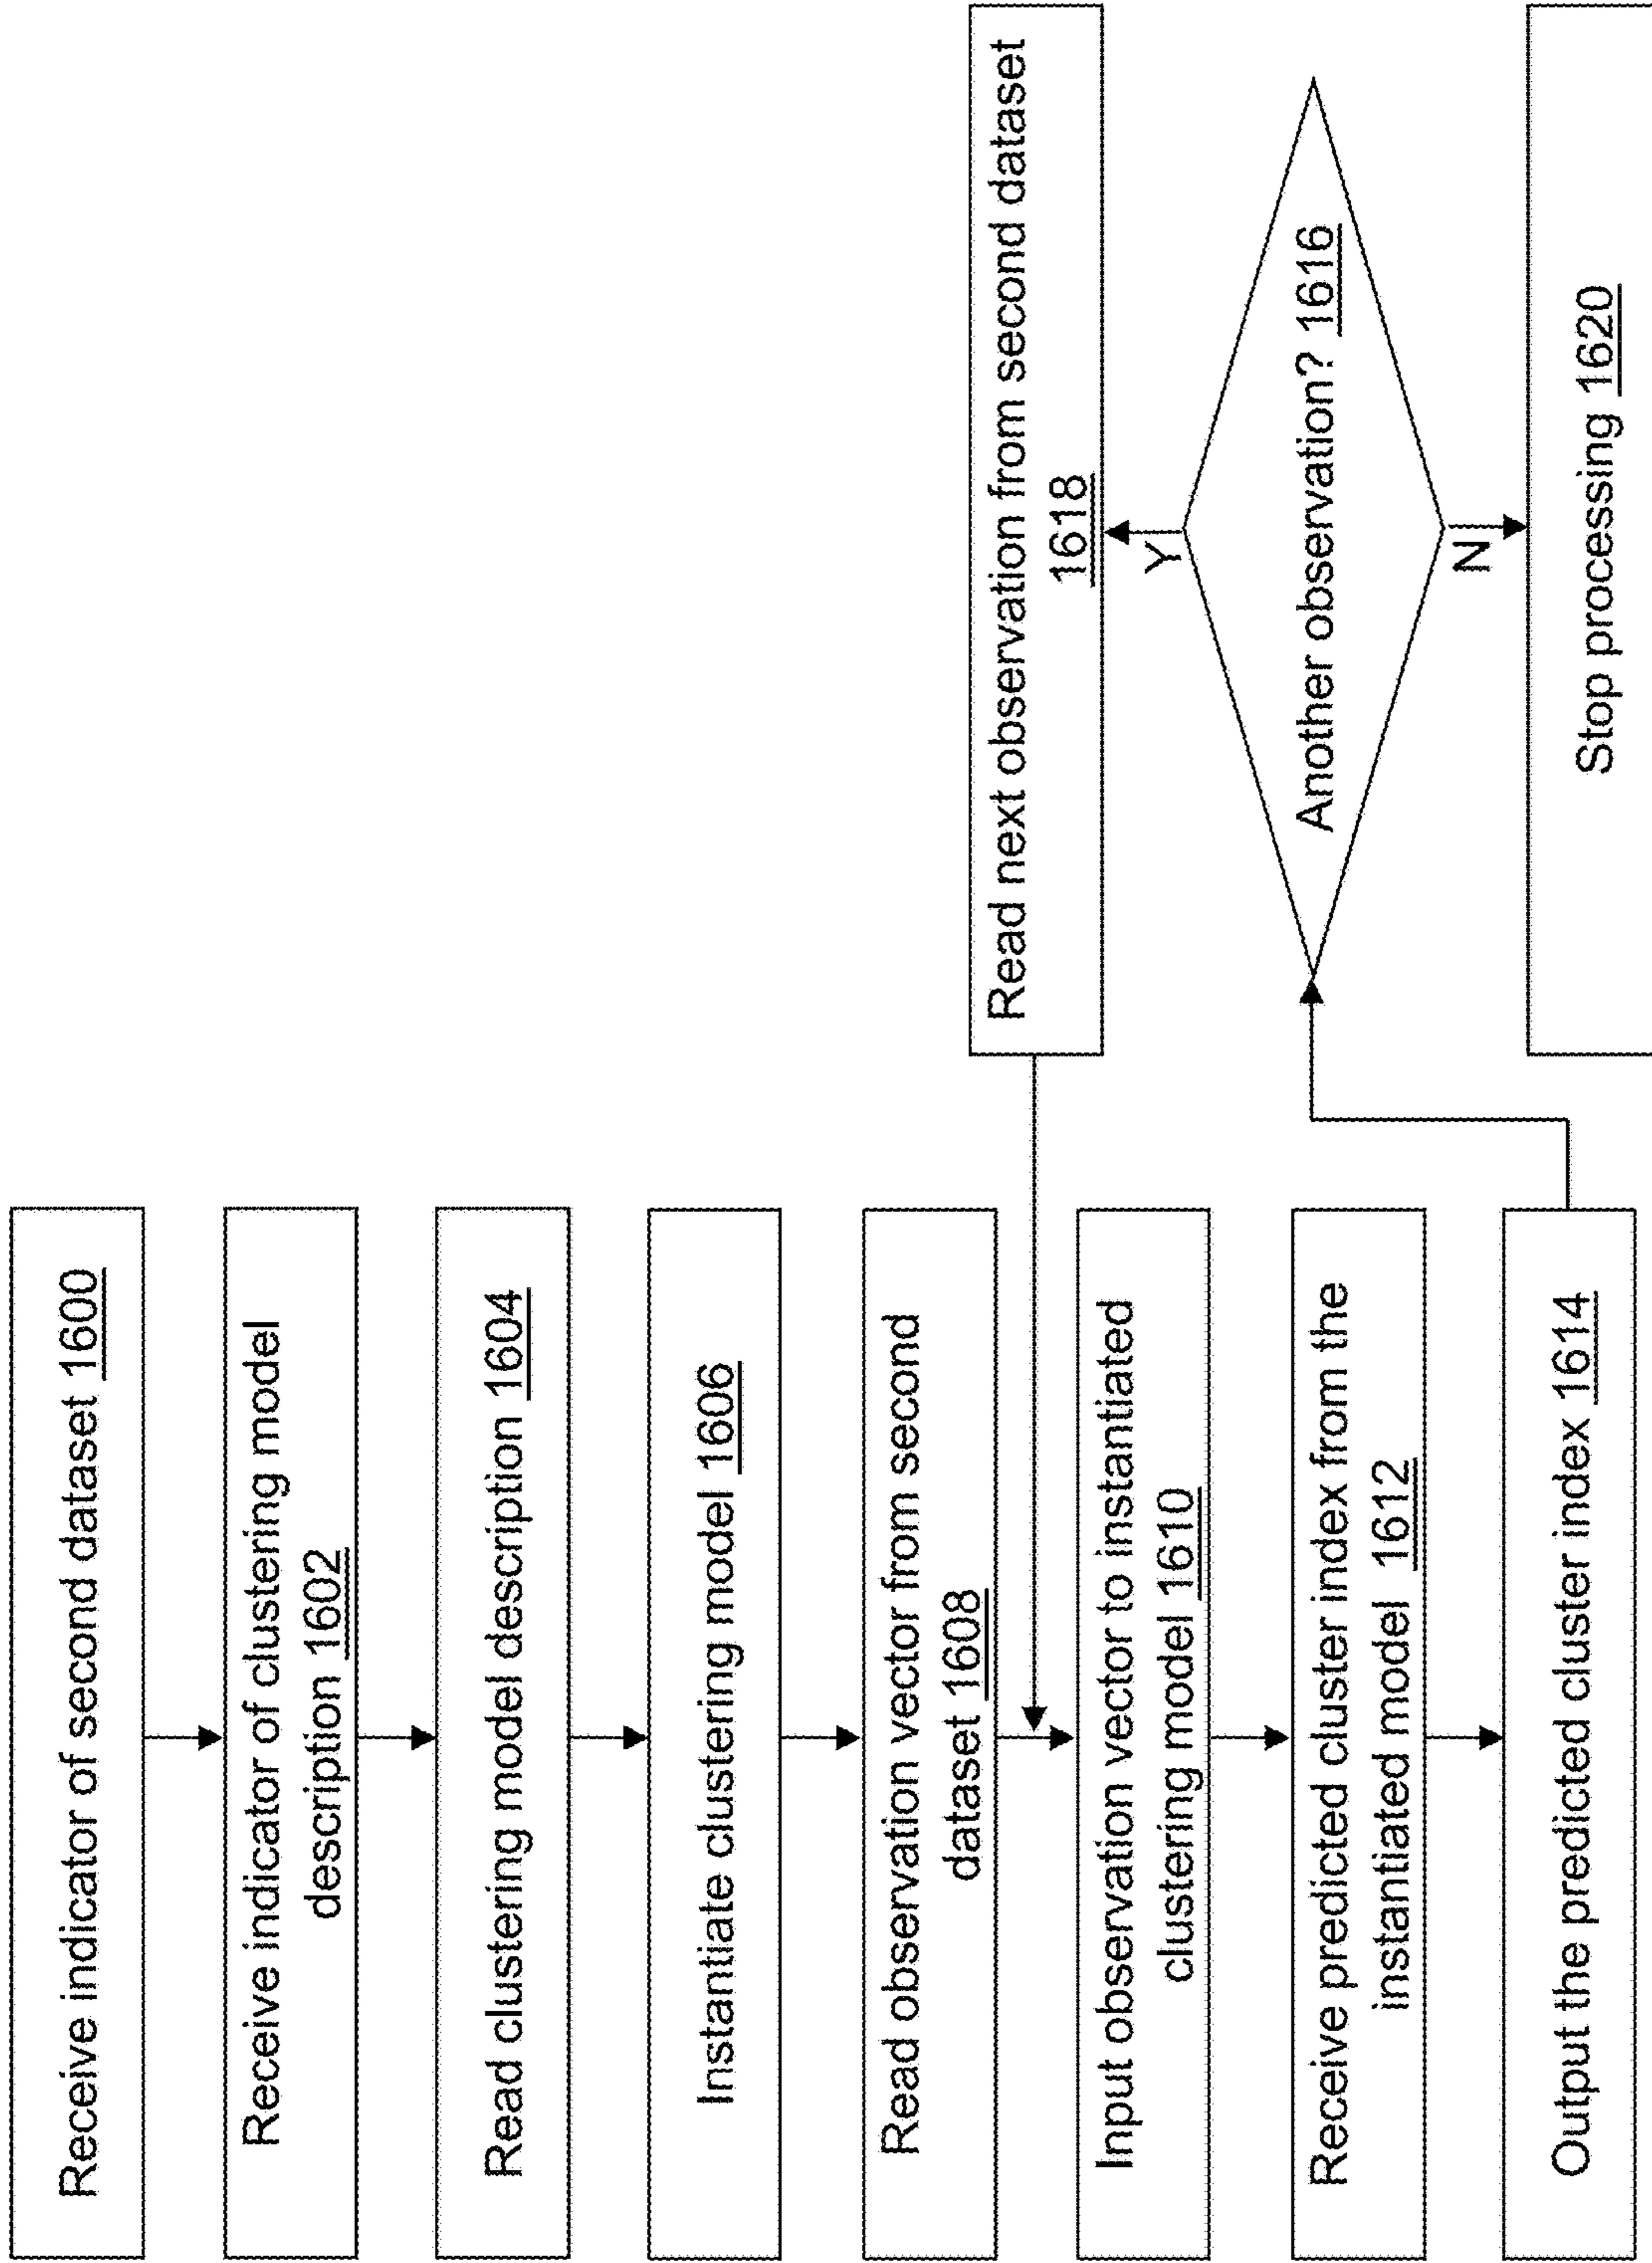 Receive indicator of second dataset 1600
Receive indicator of clustering model
description 1602
Read clustering model description 1604
Instantiate clustering model 1606
Read observation vector from second
dataset 1608
Input observation vector to instantiated
clustering model 1610
Receive predicted cluster index from the
instantiated model 1612
Output the predicted cluster index 1614
Read next observation from second dataset
1618
Y
Another observation? 1616
N
Stop processing 1620